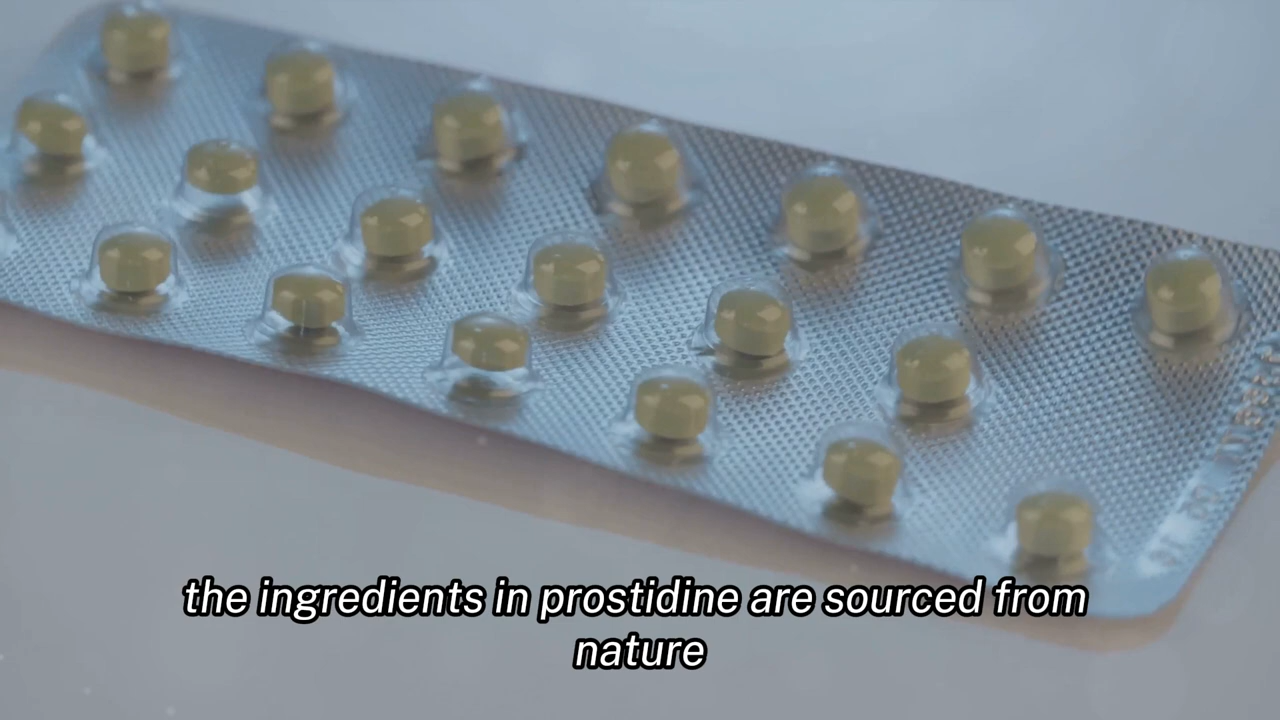 the ingredients in prostidine are sourced from
nature